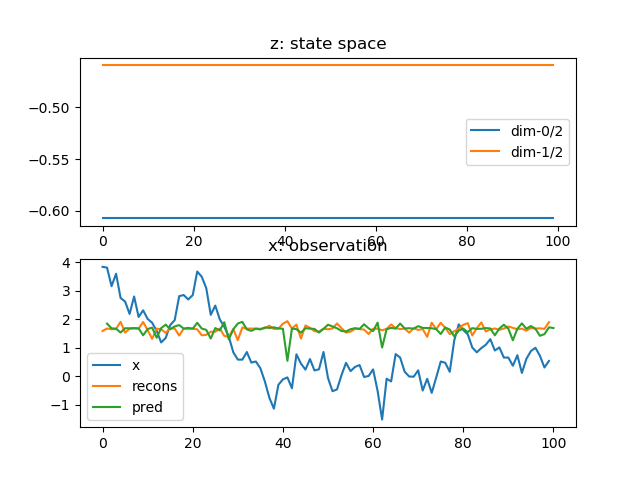 z: state space
−0.50
−0.55
−0.60
dim-0/2
dim-1/2
0 20 40 60 80 100
x: observation
4
3
2
1
0
−1
x
recons
pred
0 20 40 60 80 100